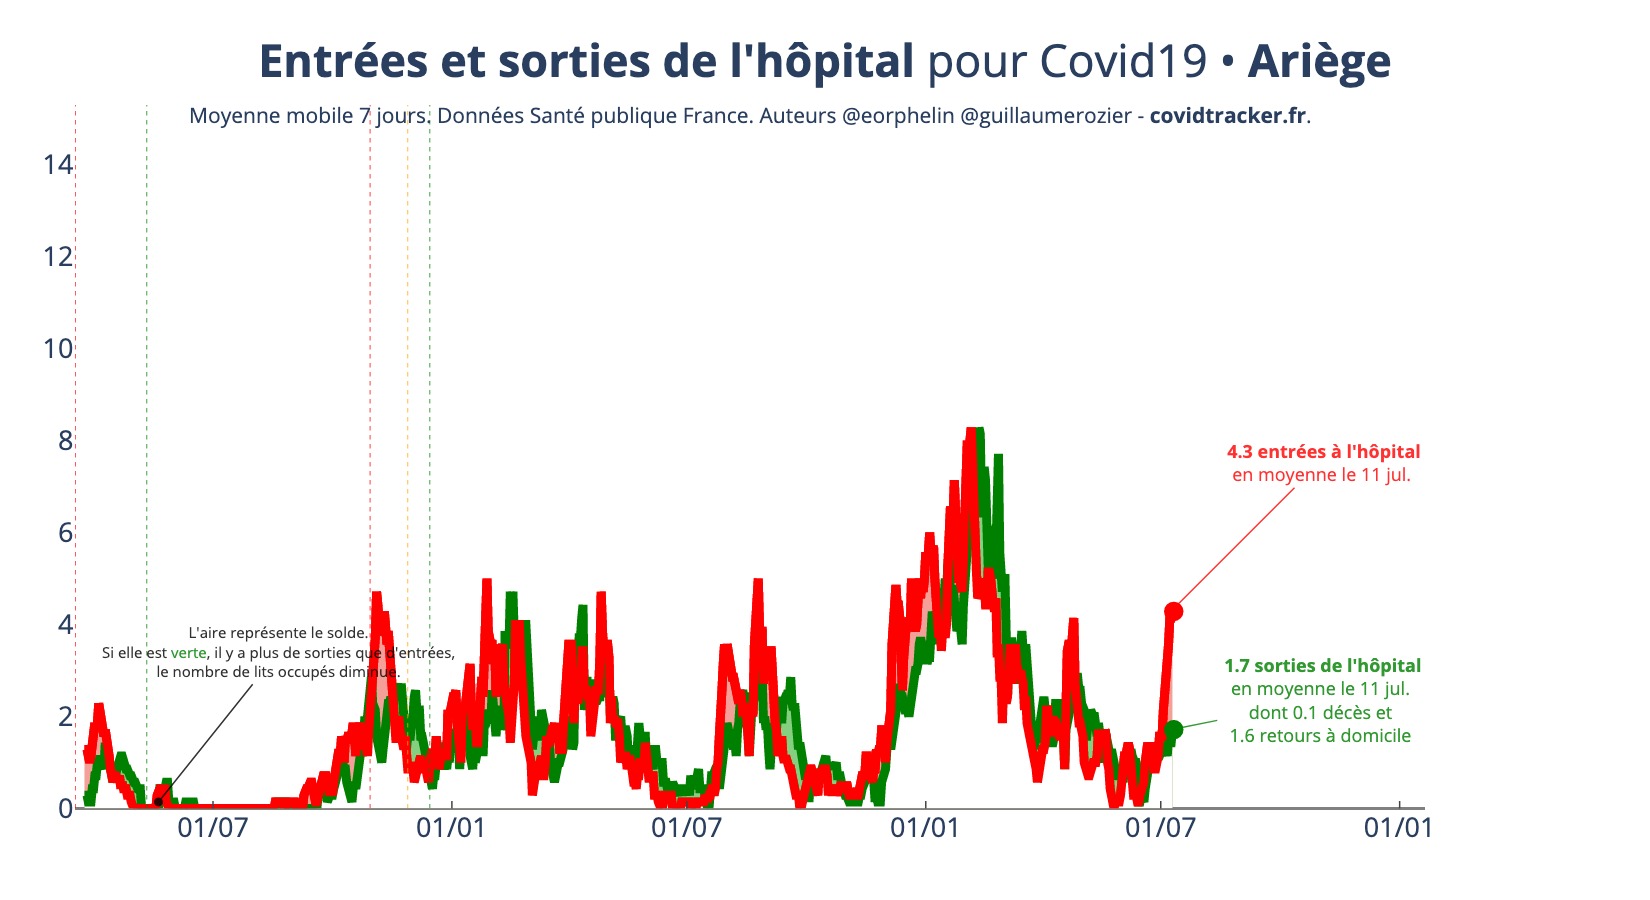 Entrées et sorties de l'hôpital pour Covid19 • Ariège
Moyenne mobile 7 jours. Données Santé publique France. Auteurs @eorphelin @guillaumerozier - covidtracker.fr.
14
12
10
8
6
4
2
0
L'aire représente le solde.
Si elle est verte, il y a plus de sorties que d'entrées,
le nombre de lits occupés diminue.
4.3 entrées à l'hôpital
en moyenne le 11 jul.
1.7 sorties de l'hôpital
en moyenne le 11 jul.
dont 0.1 décès et
1.6 retours à domicile
01/07 01/01 01/07 01/01 01/07 01/01